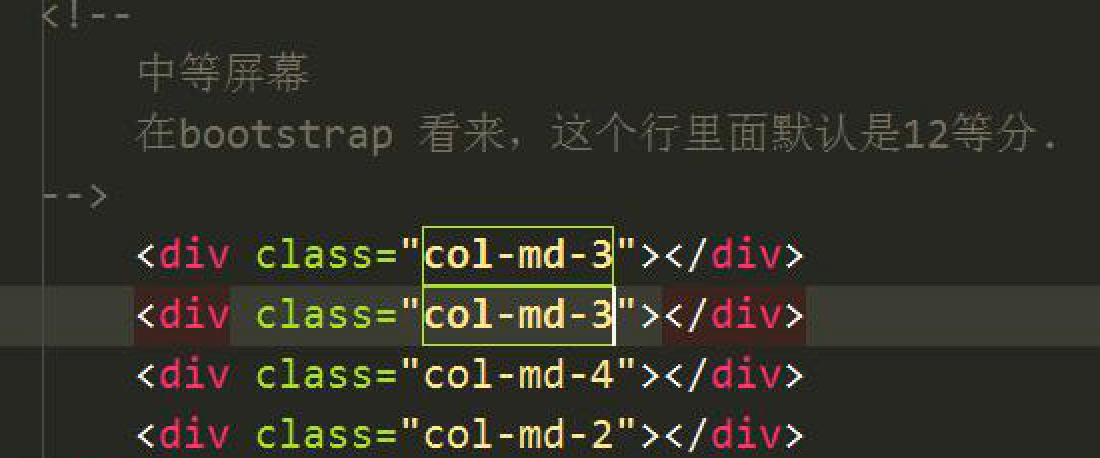 <!--
中等屏幕
在bootstrap 看来，这个行里面默认是12等分.
-->
<div class="col-md-3"></div>
<div class="col-md-3"></div>
<div class="col-md-4"></div>
<div class="col-md-2"></div>